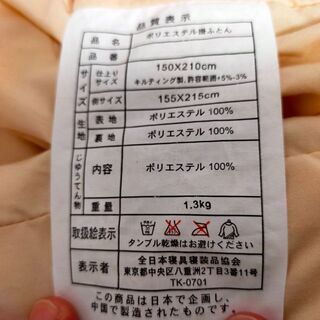 品質表示
品名 ポリエステル掛ふとん
品番
サイズ 仕上りサイズ 150X210cm
キルティング製、許容範囲+5%-3%
側サイズ 155X215cm
生地 表地 ポリエステル 100%
裏地 ポリエステル 100%
じゅうてん物 内容 ポリエステル 100%
重量 1.3kg
取扱絵表示 タンブル乾燥はお避けください
表示者 全日本寝具寝装品協会
東京都中央区八重洲2丁目3番11号
TK-0701
この商品は日本で企画し、
中国で製造されたもの